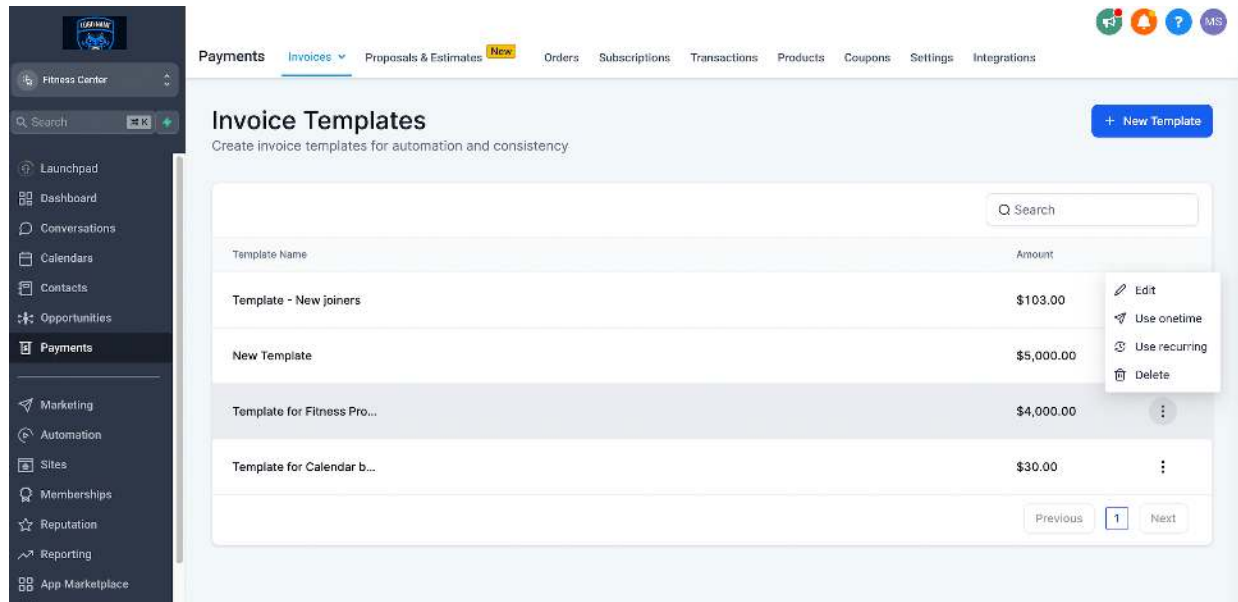 Fitness Center
Search
⌘ K
Launchpad
Dashboard
Conversations
Calendars
Contacts
Opportunities
Payments
Marketing
Automation
Sites
Memberships
Reputation
Reporting
App Marketplace
MS
Payments Invoices Proposals & Estimates New Orders Subscriptions Transactions Products Coupons Settings Integrations
Invoice Templates
Create invoice templates for automation and consistency
+ New Template
Search
Template Name Amount
Template - New joiners $103.00
New Template $5,000.00
Template for Fitness Pro... $4,000.00
Template for Calendar b... $30.00
Edit
Use onetime
Use recurring
Delete
Previous 1 Next